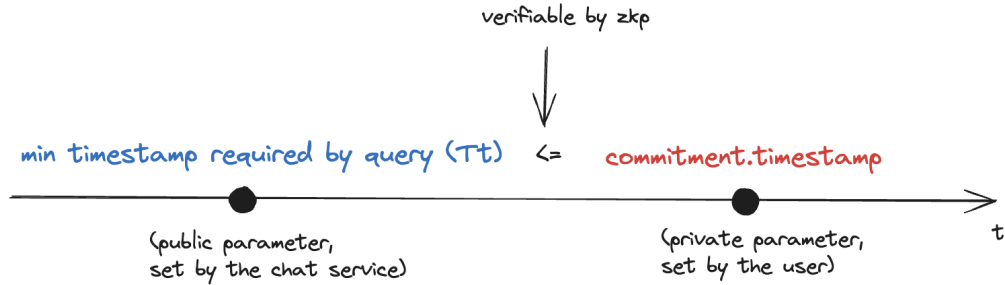 verifiable by zkp
min timestamp required by query (Tt) <= commitment.timestamp
(public parameter,
set by the chat service)
(private parameter,
set by the user)
t